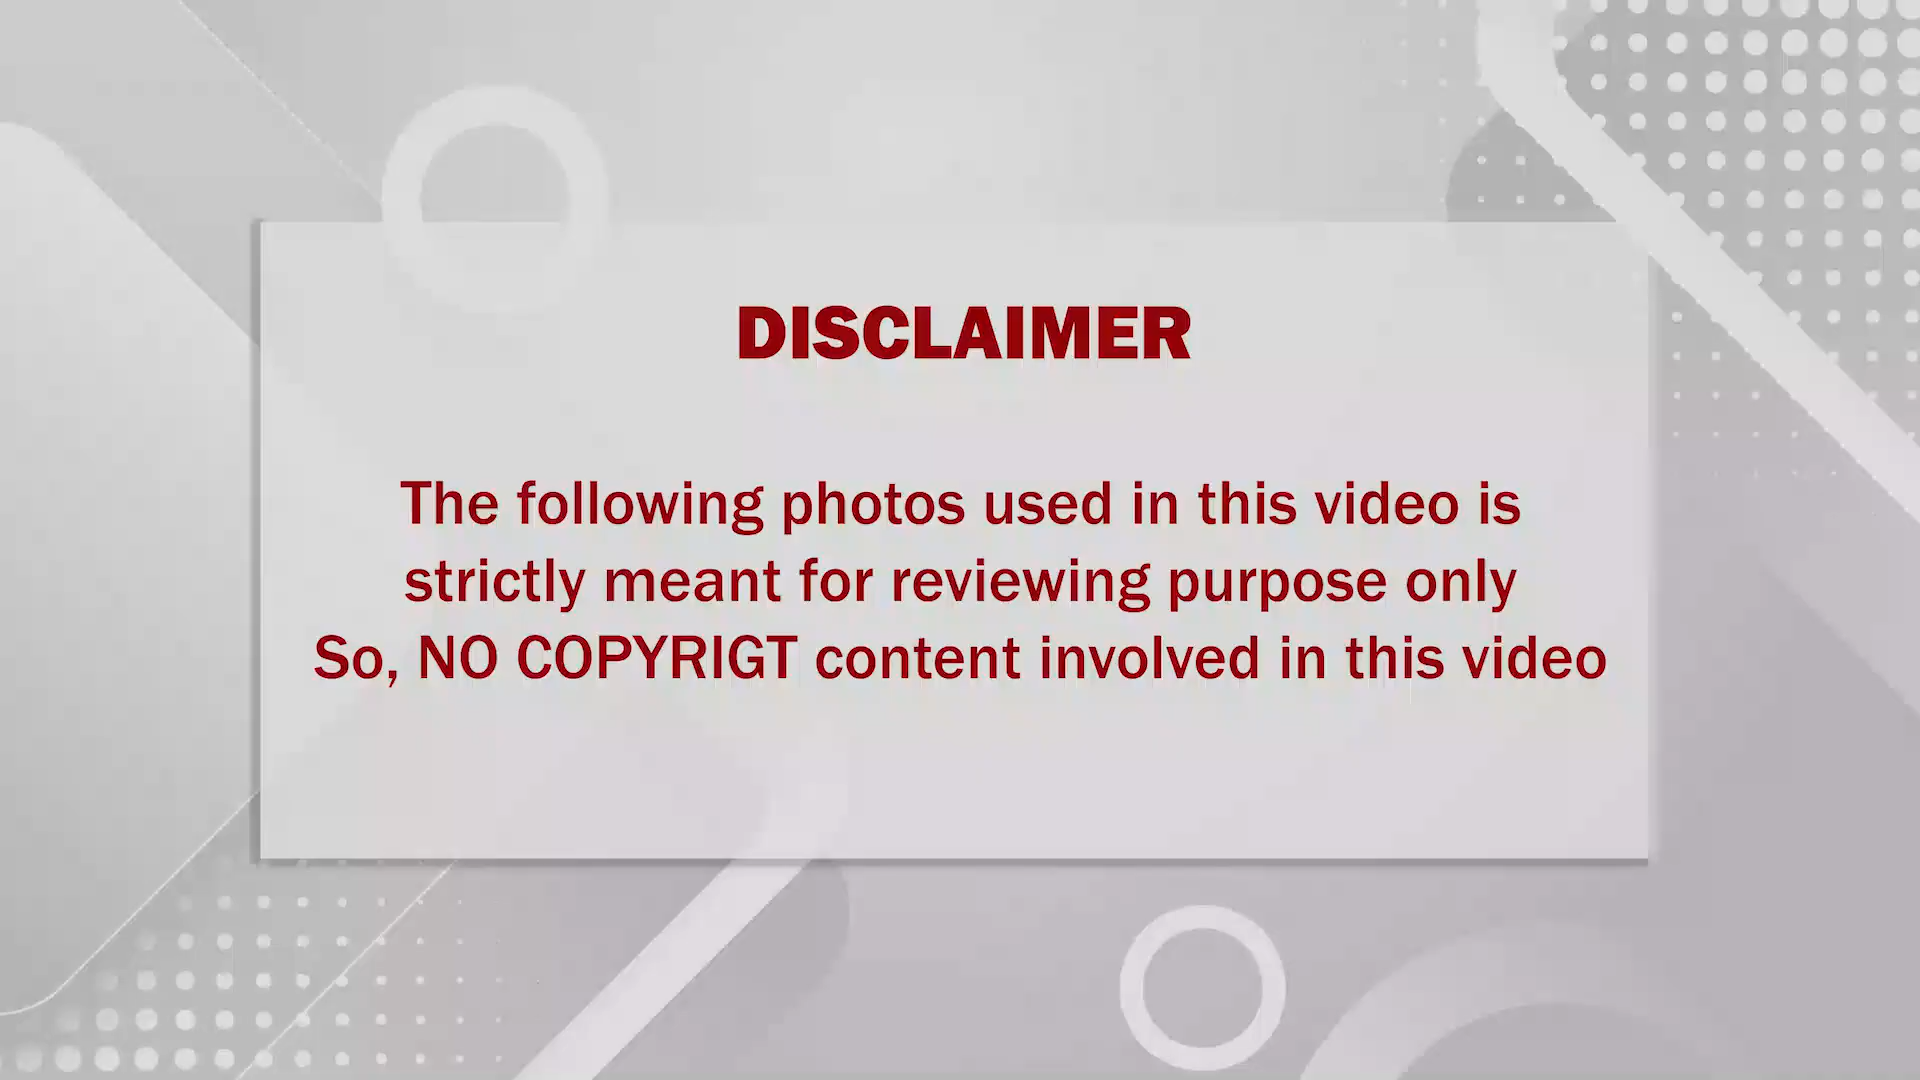 DISCLAIMER
The following photos used in this video is
strictly meant for reviewing purpose only
So, NO COPYRIGT content involved in this video